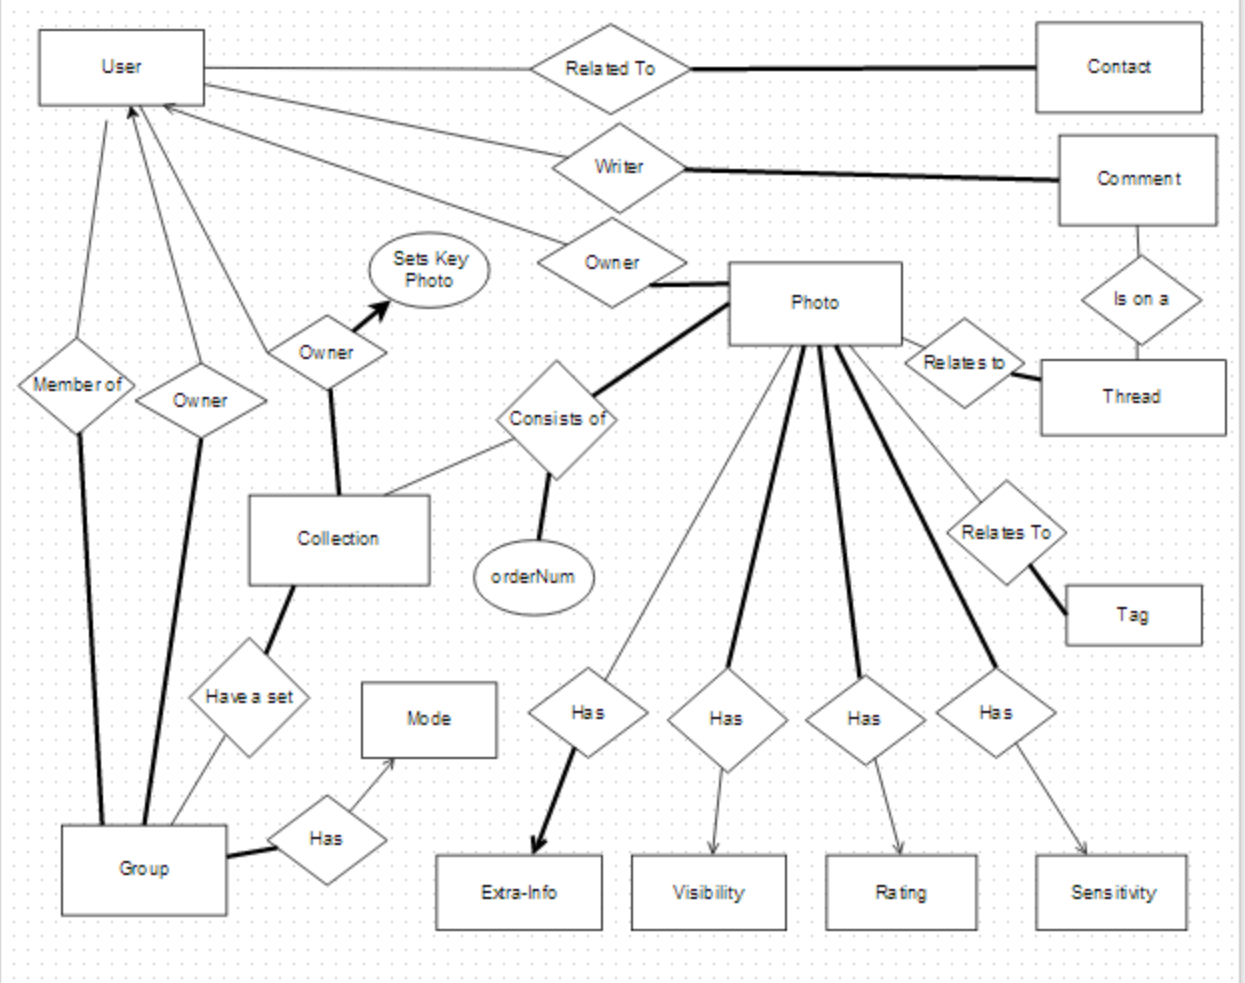 User
Related To
Contact
Writer
Comment
Owner
Sets Key
Photo
Photo
Is on a
Owner
Relates to
Member of
Owner
Thread
Consists of
Collection
orderNum
Relates To
Tag
Have a set
Mode
Has
Has
Has
Has
Has
Group
Extra-Info
Visibility
Rating
Sensitivity